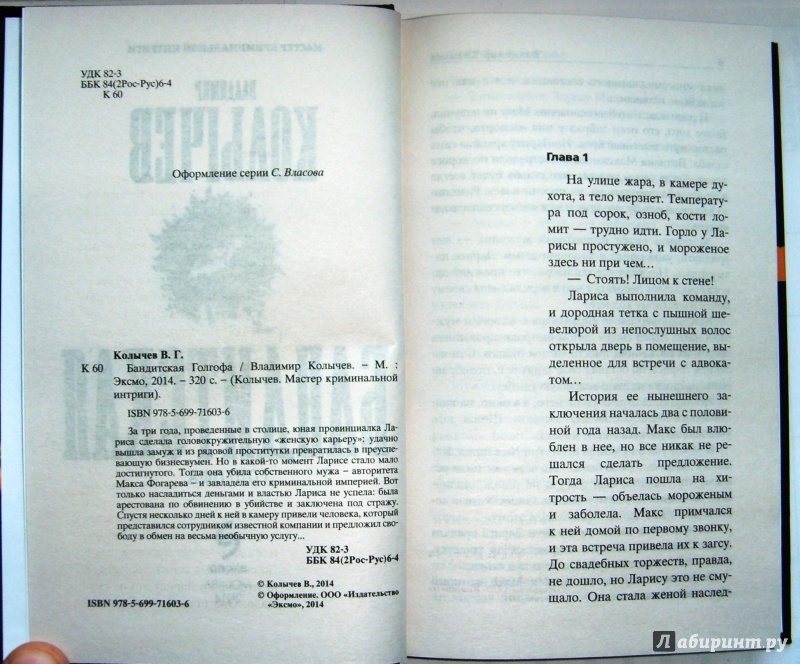 УДК 82-3
ББК 84(2Рос-Рус)6-4
К 60
Оформление серии С. Власова
Колычев В. Г.
К 60 Бандитская Голгофа / Владимир Колычев. – М. :
Эксмо, 2014. – 320 с. – (Колычев. Мастер криминальной
интриги).
ISBN 978-5-699-71603-6
За три года, проведенные в столице, юная провинциалка Ла-
риса сделала головокружительную «женскую карьеру»: удачно
вышла замуж и из рядовой проститутки превратилась в преуспе-
вающую бизнесвумен. Но в какой-то момент Ларисе стало мало
достигнутого. Тогда она убила собственного мужа – авторитета
Макса Фогарева – и завладела его криминальной империей. Вот
только насладиться деньгами и властью Лариса не успела: была
арестована по обвинению в убийстве и заключена под стражу.
Спустя несколько дней к ней в камеру привели человека, который
представился сотрудником известной компании и предложил сво-
боду в обмен на весьма необычную услугу...
УДК 82-3
ББК 84(2Рос-Рус)6-4
© Колычев В., 2014
© Оформление. ООО «Издательство
«Эксмо», 2014
ISBN 978-5-699-71603-6
Глава 1
На улице жара, в камере ду-
хота, а тело мерзнет. Температу-
ра под сорок, озноб, кости ло-
мит — трудно идти. Горло у Ла-
рисы простужено, и мороженое
здесь ни при чем…
— Стоять! Лицом к стене!
Лариса выполнила команду,
и дородная тетка с пышной ше-
велюрой из непослушных волос
открыла дверь в помещение, вы-
деленное для встречи с адвока-
том…
История ее нынешнего за-
ключения началась два с полови-
ной года назад. Макс был влюб-
лен в нее, но все никак не ре-
шался сделать предложение.
Тогда Лариса пошла на хит-
рость — объелась мороженым
и заболела. Макс примчался
к ней домой по первому звонку,
и эта встреча привела их к загсу.
До свадебных торжеств, правда,
не дошло, но Ларису это не сму-
щало. Она стала женой наслед-
Лабиринт.ру